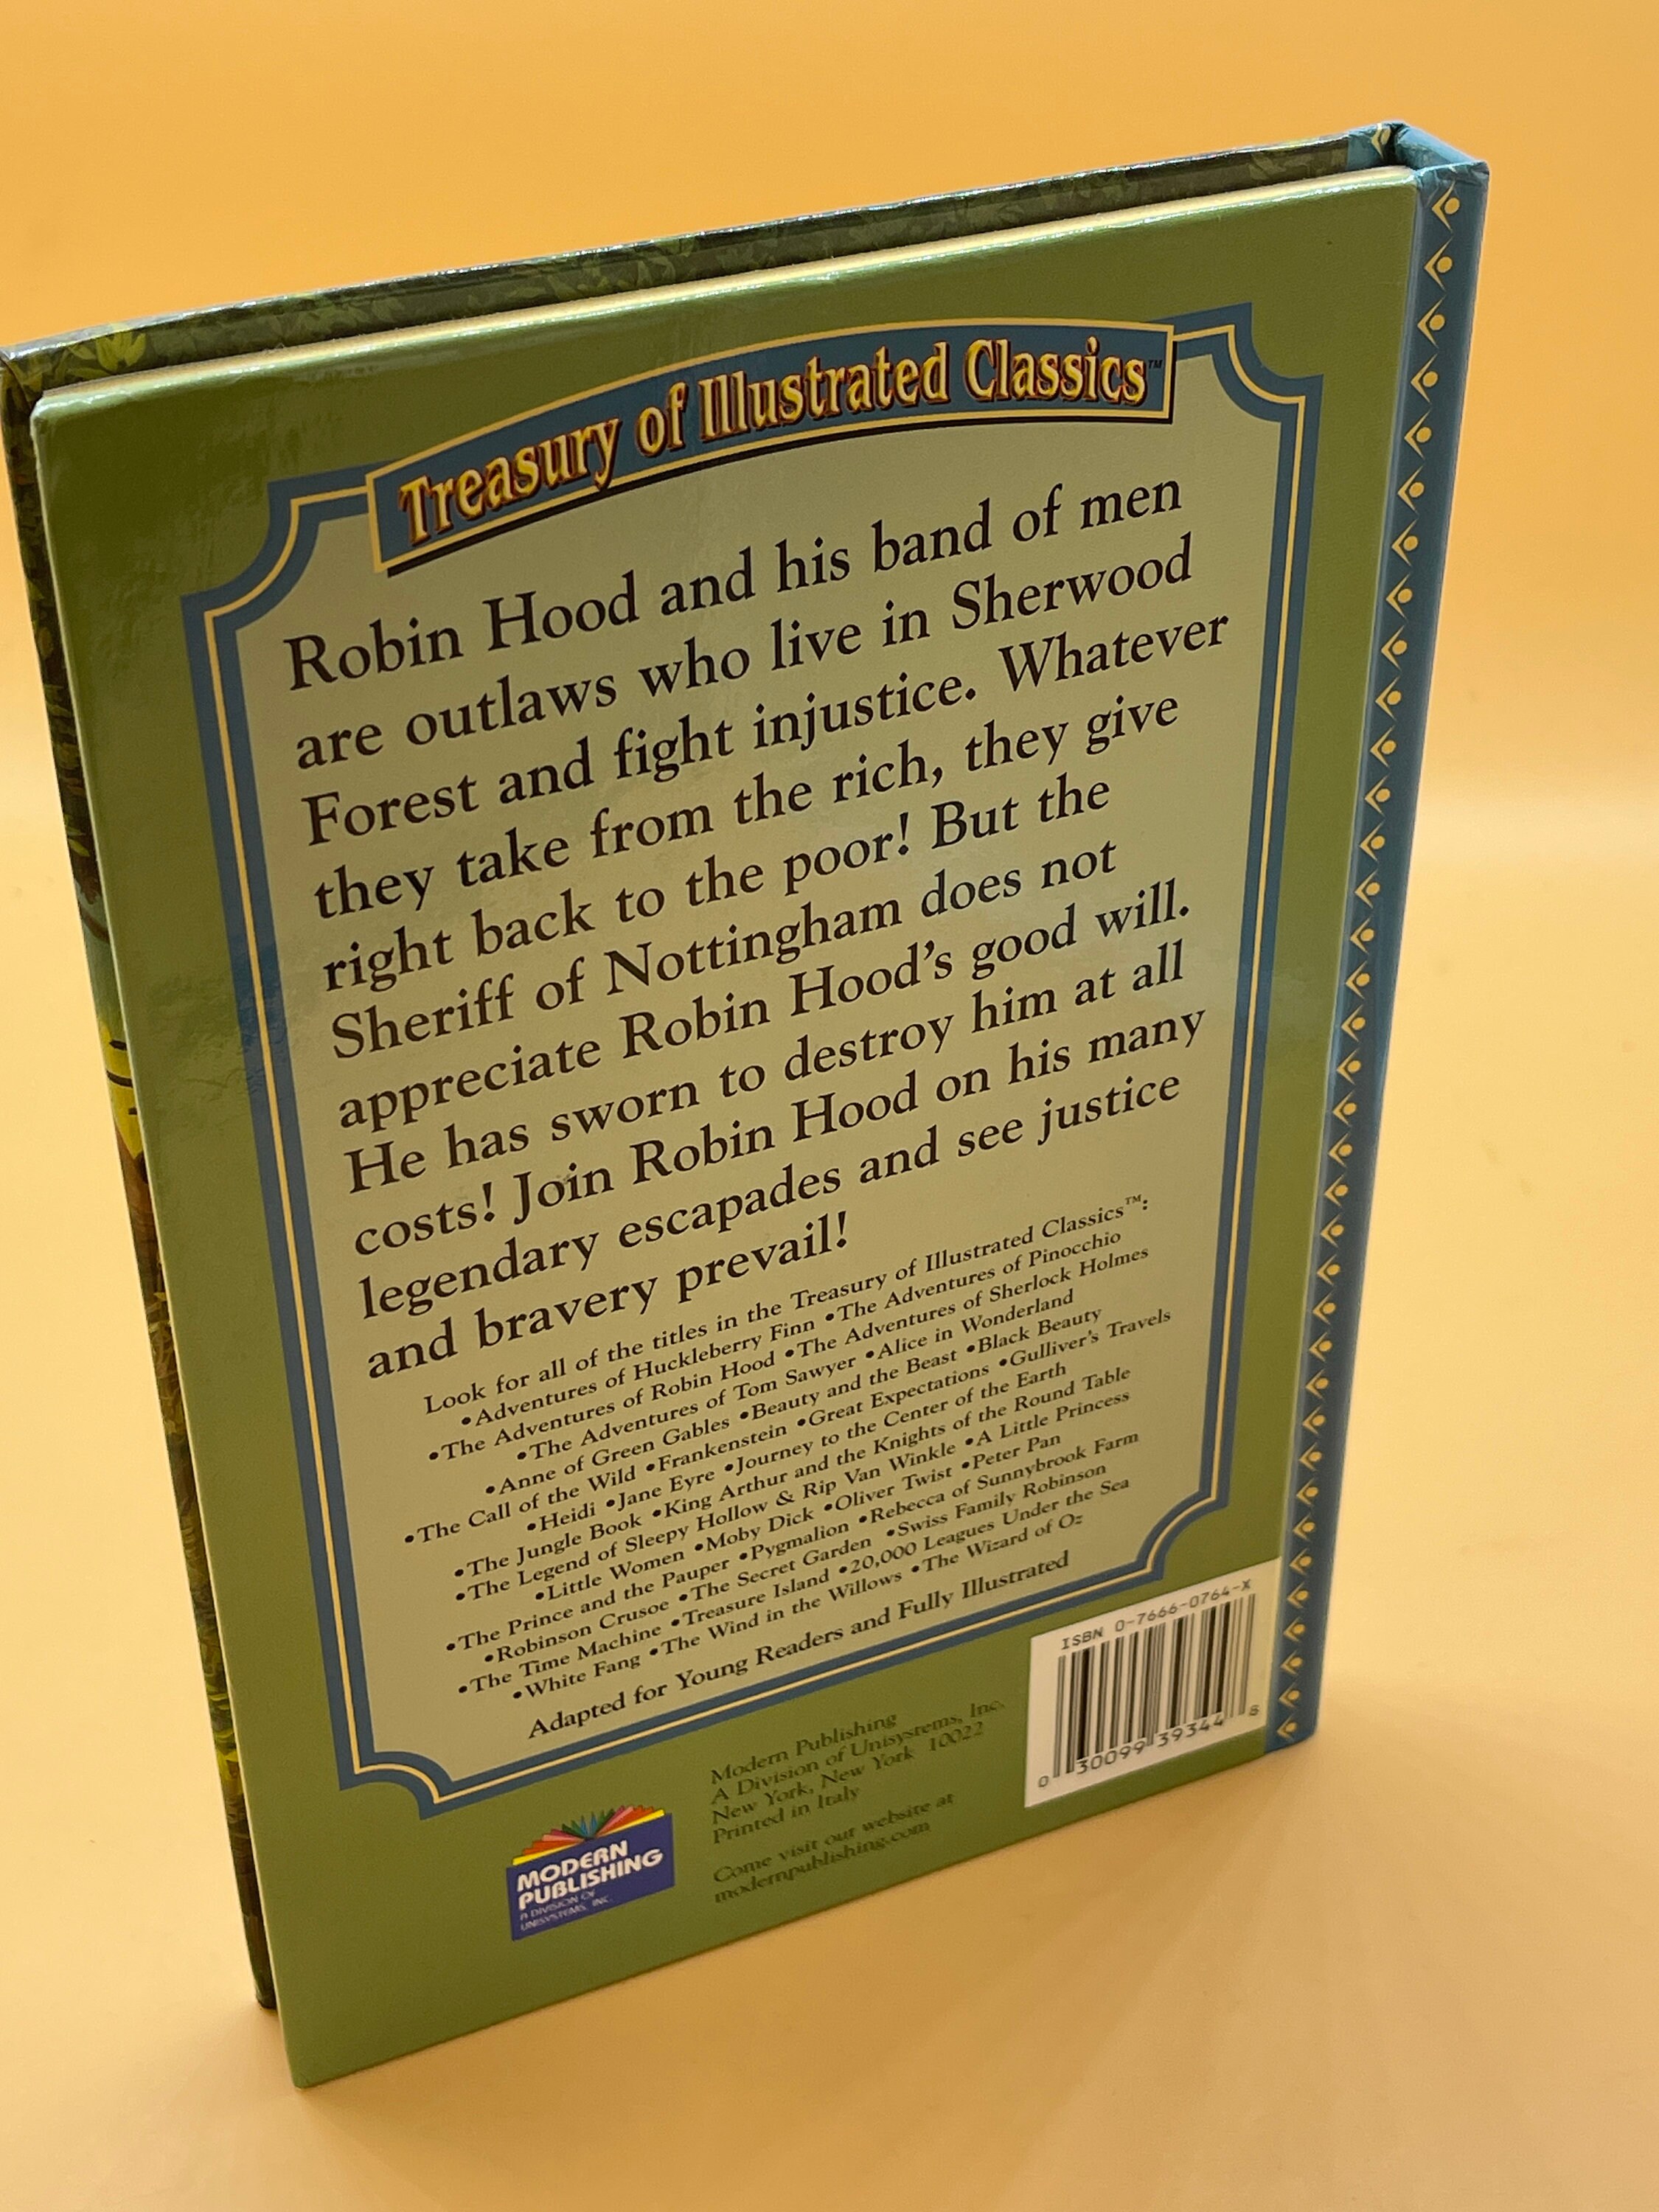 Treasury of Illustrated Classics™
Robin Hood and his band of men
are outlaws who live in Sherwood
Forest and fight injustice. Whatever
they take from the rich, they give
right back to the poor! But the
Sheriff of Nottingham does not
appreciate Robin Hood's good will.
He has sworn to destroy him at all
costs! Join Robin Hood on his many
legendary escapades and see justice
and bravery prevail!
Look for all of the titles in the Treasury of Illustrated Classics™:
•Adventures of Huckleberry Finn •The Adventures of Pinocchio
•The Adventures of Robin Hood •The Adventures of Sherlock Holmes
•The Adventures of Tom Sawyer •Alice in Wonderland
•Anne of Green Gables •Beauty and the Beast •Black Beauty
•The Call of the Wild •Frankenstein •Great Expectations •Gulliver's Travels
•Heidi •Jane Eyre •Journey to the Center of the Earth
•The Jungle Book •King Arthur and the Knights of the Round Table
•The Legend of Sleepy Hollow & Rip Van Winkle •A Little Princess
•Little Women •Moby Dick •Oliver Twist •Peter Pan
•The Prince and the Pauper •Pygmalion •Rebecca of Sunnybrook Farm
•Robinson Crusoe •The Secret Garden •Swiss Family Robinson
•The Time Machine •Treasure Island •20,000 Leagues Under the Sea
•White Fang •The Wind in the Willows •The Wizard of Oz
Adapted for Young Readers and Fully Illustrated
MODERN
PUBLISHING
A DIVISION OF
UNISYSTEMS, INC.
Modern Publishing
A Division of Unisystems, Inc.
New York, New York 10022
Printed in Italy
Come visit our website at
modernpublishing.com
ISBN 0-7666-0764-X
0 30099 39344 8